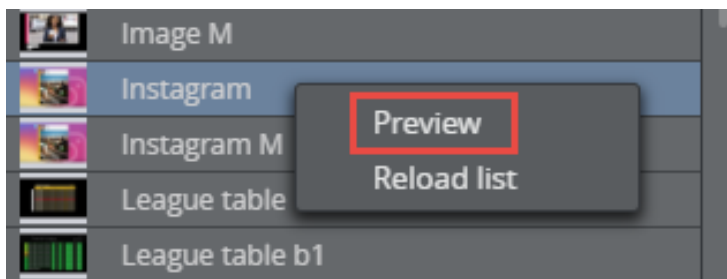 Image M
Instagram
Preview
Instagram M
Reload list
League table
League table b1